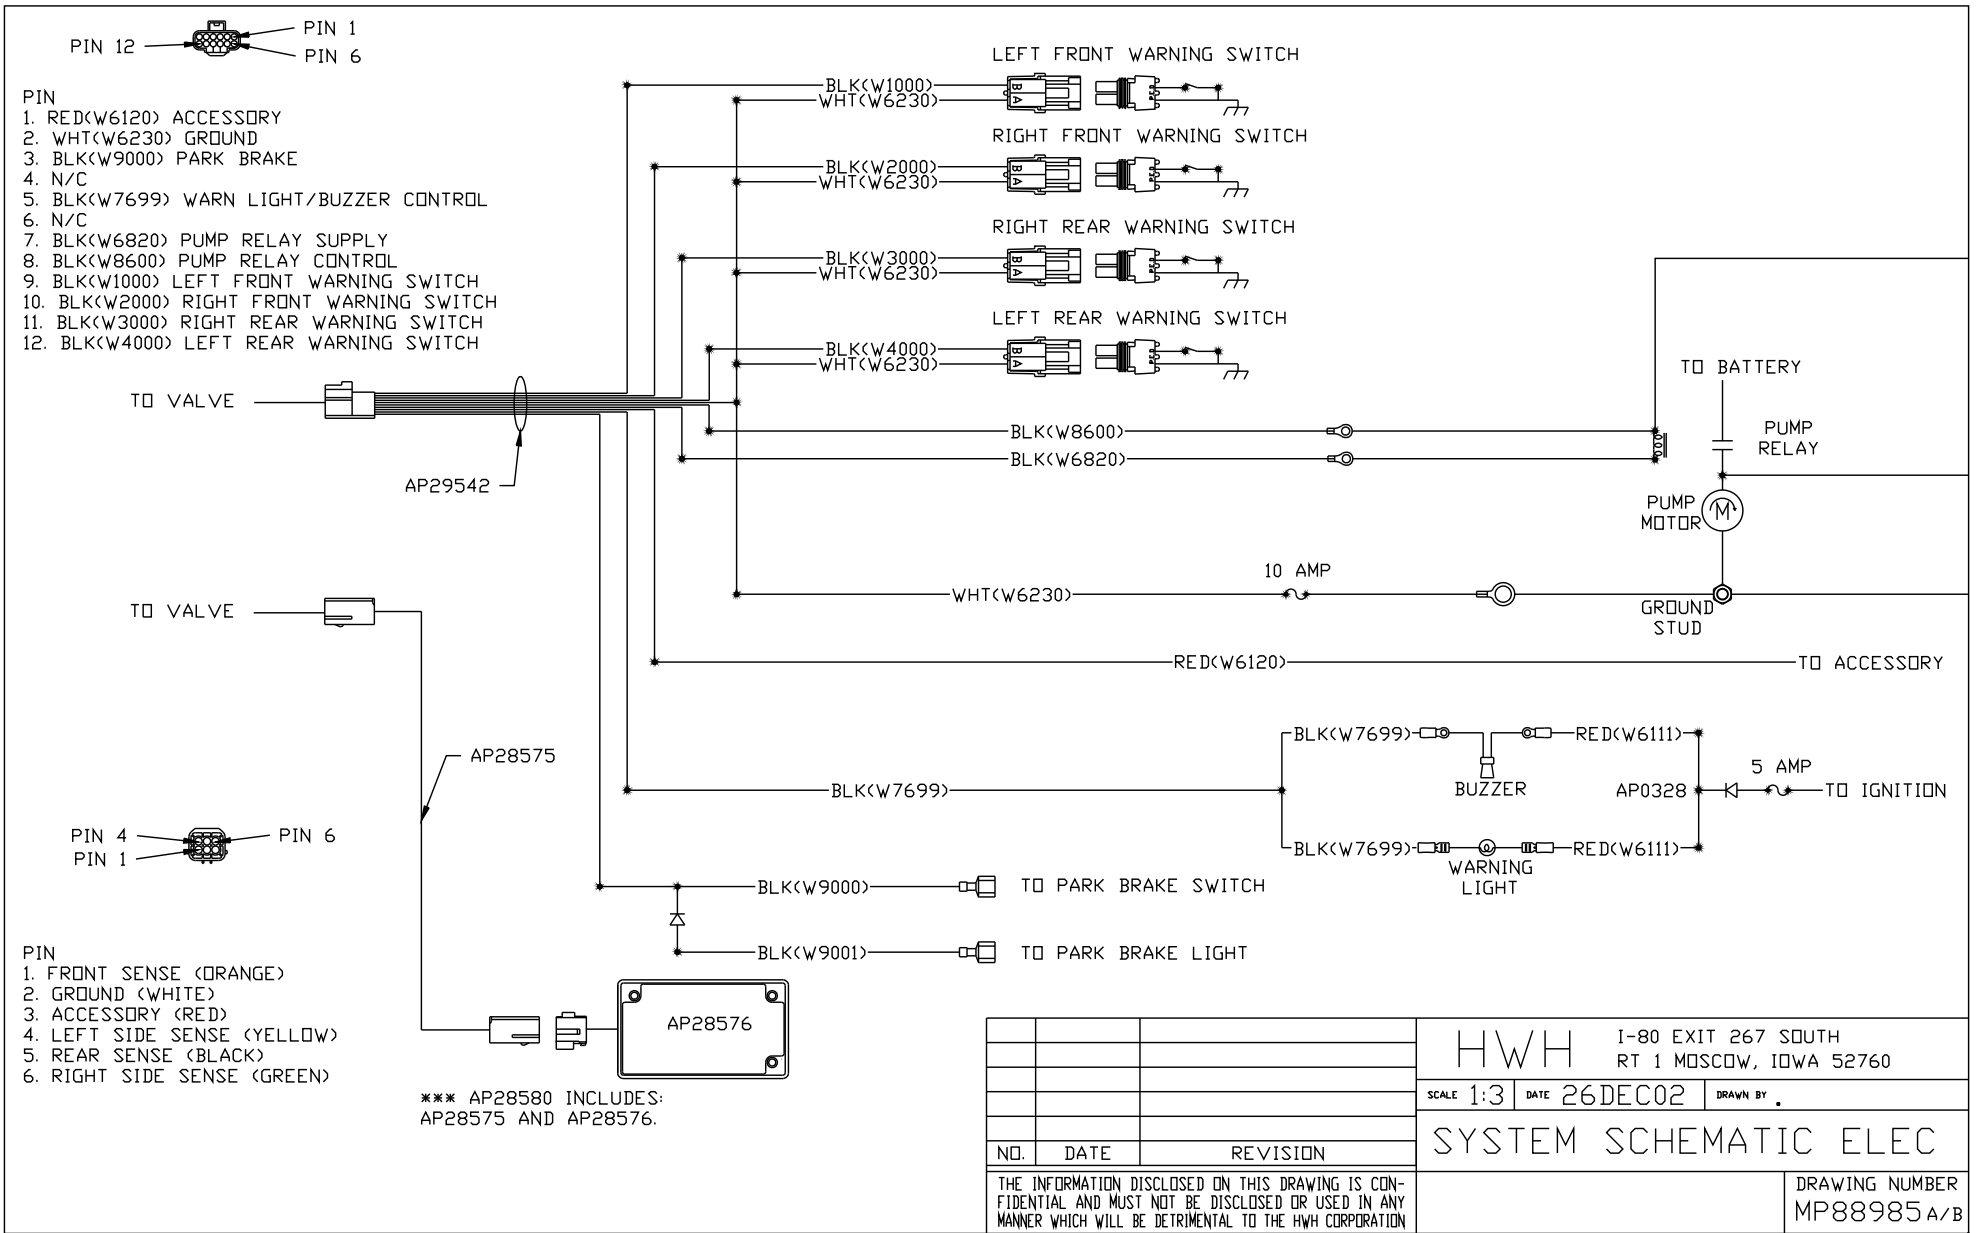 PIN 1
PIN 12
PIN 6
PIN
1. RED(W6120) ACCESSORY
2. WHT(W6230) GROUND
3. BLK(W9000) PARK BRAKE
4. N/C
5. BLK(W7699) WARN LIGHT/BUZZER CONTROL
6. N/C
7. BLK(W6820) PUMP RELAY SUPPLY
8. BLK(W8600) PUMP RELAY CONTROL
9. BLK(W1000) LEFT FRONT WARNING SWITCH
10. BLK(W2000) RIGHT FRONT WARNING SWITCH
11. BLK(W3000) RIGHT REAR WARNING SWITCH
12. BLK(W4000) LEFT REAR WARNING SWITCH
LEFT FRONT WARNING SWITCH
BLK(W1000)
WHT(W6230)
B
A
RIGHT FRONT WARNING SWITCH
BLK(W2000)
WHT(W6230)
B
A
RIGHT REAR WARNING SWITCH
BLK(W3000)
WHT(W6230)
B
A
LEFT REAR WARNING SWITCH
BLK(W4000)
WHT(W6230)
B
A
TO VALVE
AP29542
BLK(W8600)
BLK(W6820)
TO BATTERY
PUMP
RELAY
PUMP
MOTOR
M
10 AMP
WHT(W6230)
GROUND
STUD
TO VALVE
RED(W6120)
TO ACCESSORY
AP28575
BLK(W7699)
BLK(W7699)
RED(W6111)
BUZZER
AP0328
5 AMP
TO IGNITION
BLK(W7699)
RED(W6111)
WARNING
LIGHT
PIN 4
PIN 6
PIN 1
BLK(W9000)
TO PARK BRAKE SWITCH
BLK(W9001)
TO PARK BRAKE LIGHT
PIN
1. FRONT SENSE (ORANGE)
2. GROUND (WHITE)
3. ACCESSORY (RED)
4. LEFT SIDE SENSE (YELLOW)
5. REAR SENSE (BLACK)
6. RIGHT SIDE SENSE (GREEN)
AP28576
*** AP28580 INCLUDES:
AP28575 AND AP28576.
NO. DATE REVISION
THE INFORMATION DISCLOSED ON THIS DRAWING IS CON-
FIDENTIAL AND MUST NOT BE DISCLOSED OR USED IN ANY
MANNER WHICH WILL BE DETRIMENTAL TO THE HWH CORPORATION
HWH
I-80 EXIT 267 SOUTH
RT 1 MOSCOW, IOWA 52760
SCALE 1:3 DATE 26DEC02 DRAWN BY .
SYSTEM SCHEMATIC ELEC
DRAWING NUMBER
MP88985 A/B